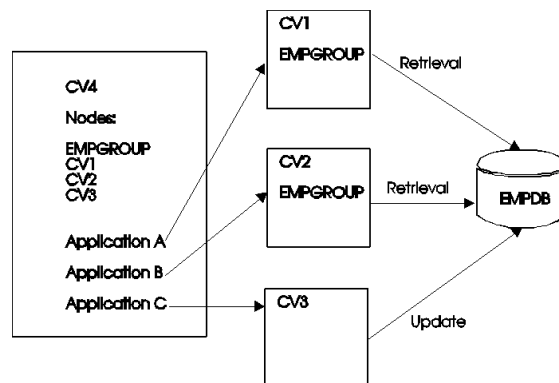 CV4
Nodes:
EMPGROUP
CV1
CV2
CV3
Application A
Application B
Application C
CV1
EMPGROUP
Retrieval
CV2
EMPGROUP
Retrieval
EMPDB
CV3
Update